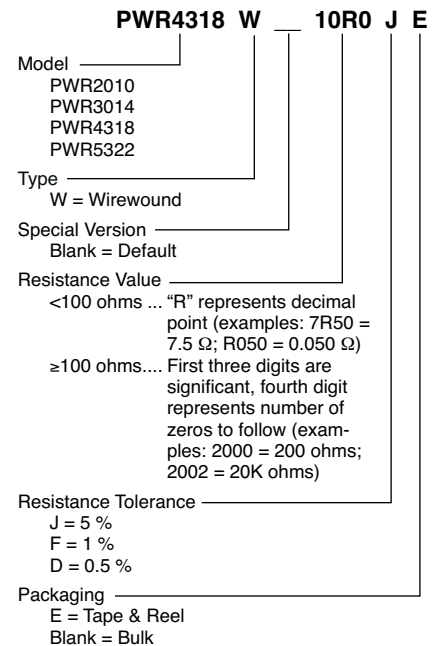 PWR4318 W __ 10R0 J E
Model
PWR2010
PWR3014
PWR4318
PWR5322
Type
W = Wirewound
Special Version
Blank = Default
Resistance Value
<100 ohms ... “R” represents decimal
point (examples: 7R50 =
7.5 Ω; R050 = 0.050 Ω)
≥100 ohms.... First three digits are
significant, fourth digit
represents number of
zeros to follow (exam-
ples: 2000 = 200 ohms;
2002 = 20K ohms)
Resistance Tolerance
J = 5 %
F = 1 %
D = 0.5 %
Packaging
E = Tape & Reel
Blank = Bulk